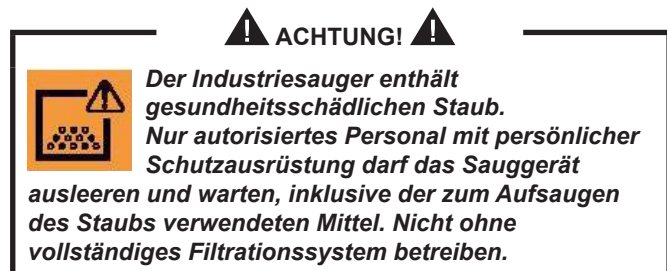 ACHTUNG!
Der Industriesauger enthält
gesundheitsschädlichen Staub.
Nur autorisiertes Personal mit persönlicher
Schutzausrüstung darf das Sauggerät
ausleeren und warten, inklusive der zum Aufsaugen
des Staubs verwendeten Mittel. Nicht ohne
vollständiges Filtrationssystem betreiben.